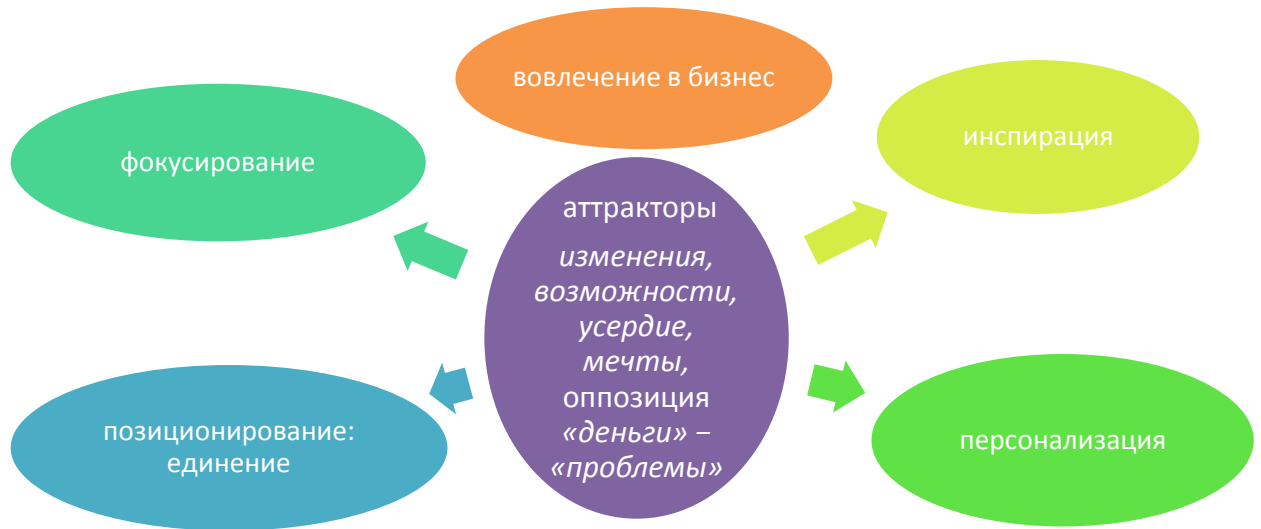 вовлечение в бизнес
фокусирование
инспирация
аттракторы
изменения,
возможности,
усердие,
мечты,
оппозиция
«деньги» −
«проблемы»
позиционирование:
единение
персонализация